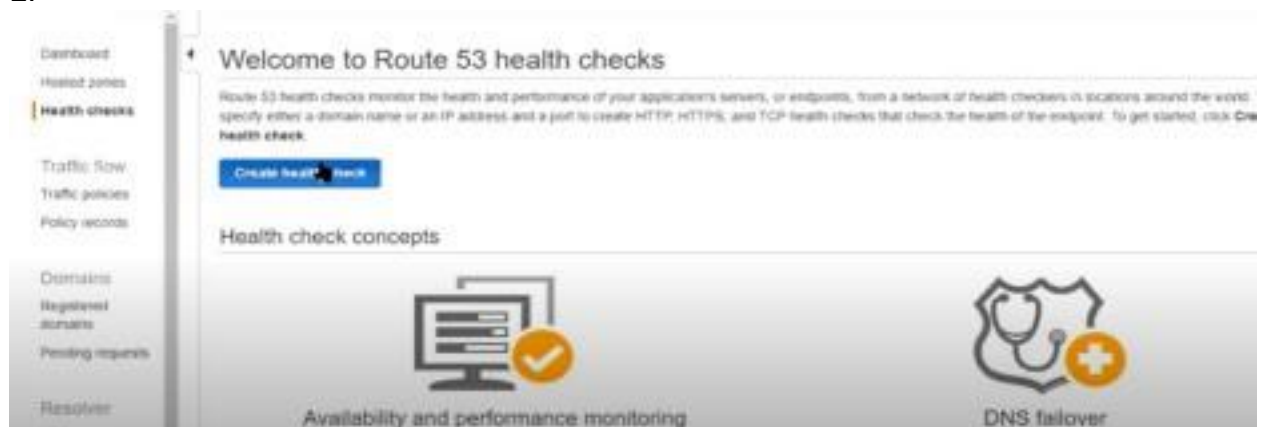 Dashboard
Hosted zones
Health checks
Traffic flow
Traffic policies
Policy records
Domains
Registered
domains
Pending requests
Resolver
Welcome to Route 53 health checks
Route 53 health checks monitor the health and performance of your application's servers, or endpoints, from a network of health checkers in locations around the world.
specify either a domain name or an IP address and a port to create HTTP, HTTPS, and TCP health checks that check the health of the endpoint. To get started, click Cre
health check.
Create health check
Health check concepts
Availability and performance monitoring
DNS failover